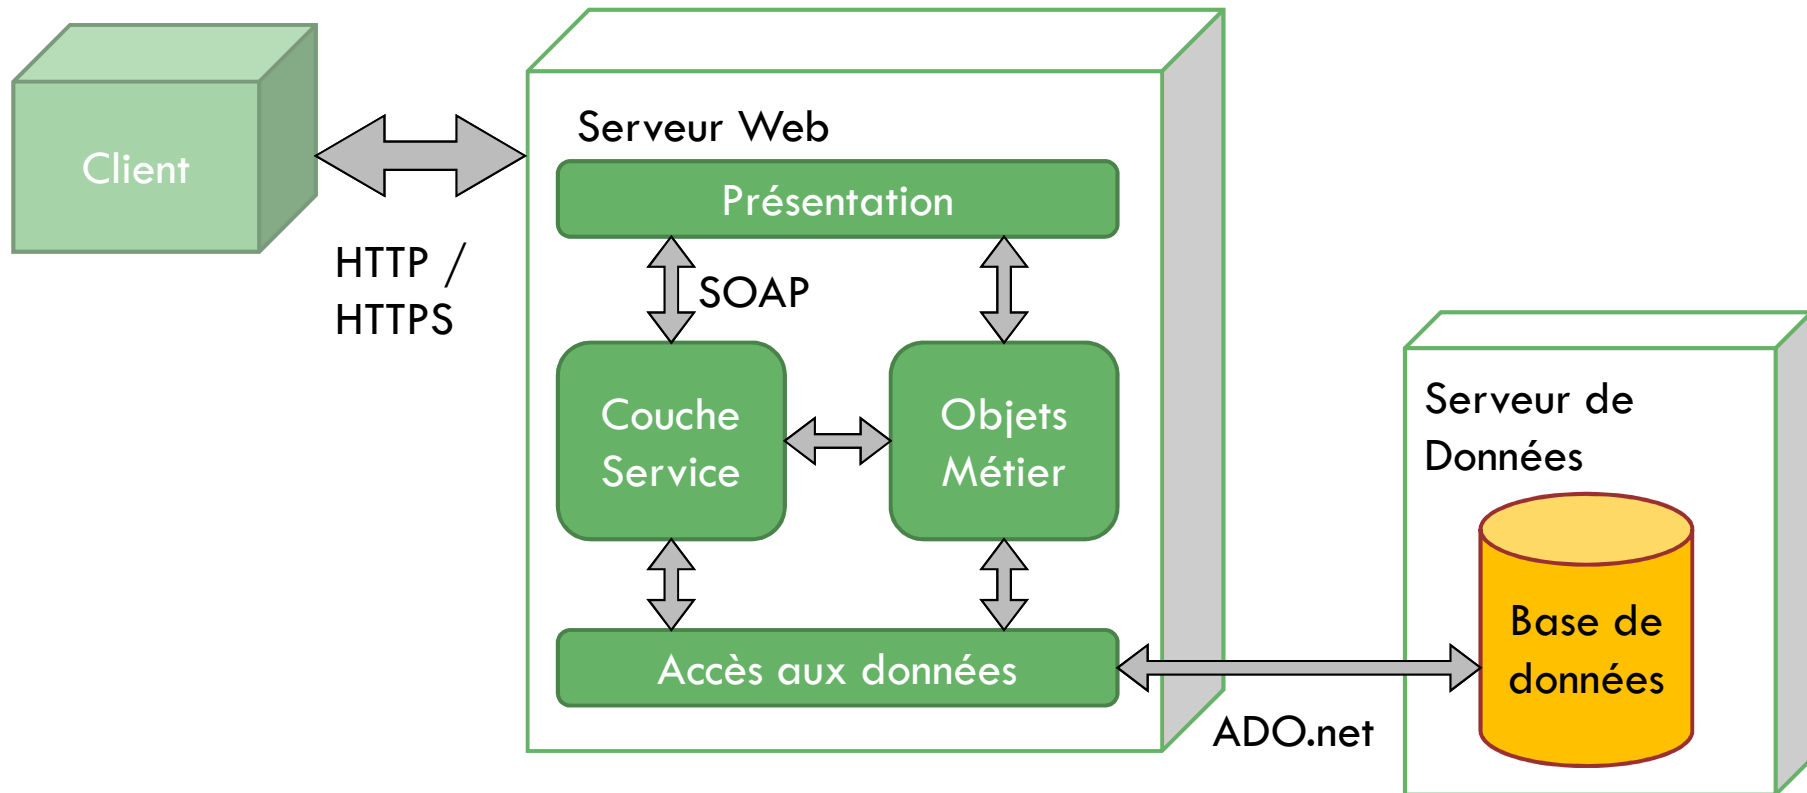 Client
HTTP /
HTTPS
Serveur Web
Présentation
SOAP
Couche
Service
Objets
Métier
Accès aux données
ADO.net
Serveur de
Données
Base de
données